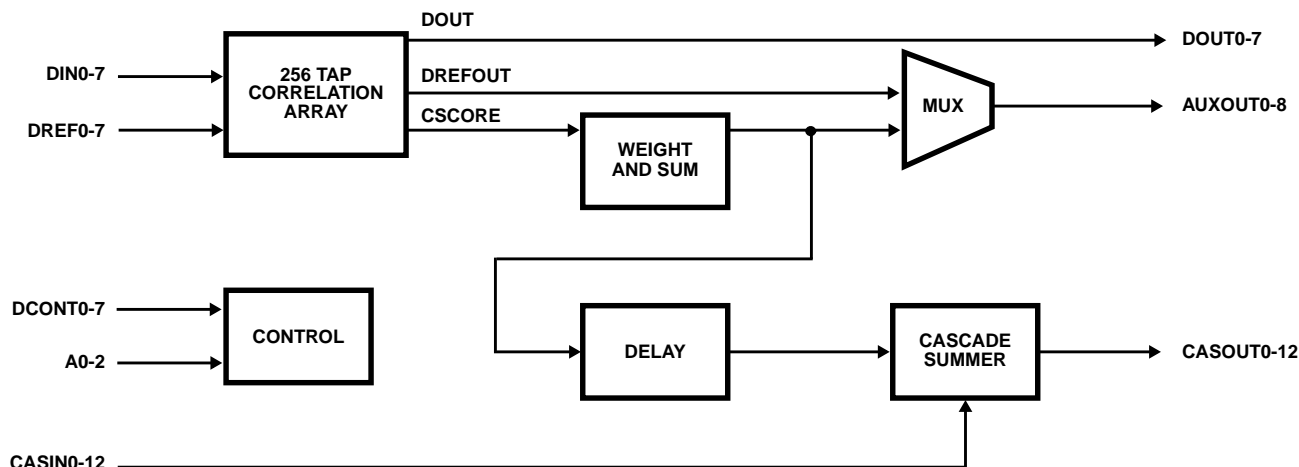 DOUT
DOUT0-7
DIN0-7
256 TAP
CORRELATION
ARRAY
DREFOUT
MUX
AUXOUT0-8
DREF0-7
CSCORE
WEIGHT
AND SUM
DCONT0-7
CONTROL
A0-2
DELAY
CASCADE
SUMMER
CASOUT0-12
CASIN0-12